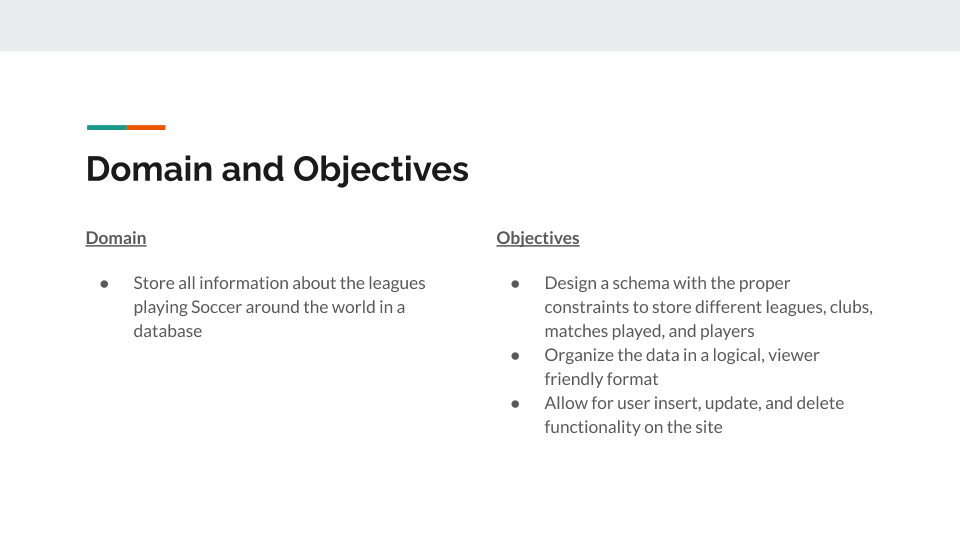 Domain and Objectives
Domain
● Store all information about the leagues
playing Soccer around the world in a
database
Objectives
● Design a schema with the proper
constraints to store different leagues, clubs,
matches played, and players
● Organize the data in a logical, viewer
friendly format
● Allow for user insert, update, and delete
functionality on the site